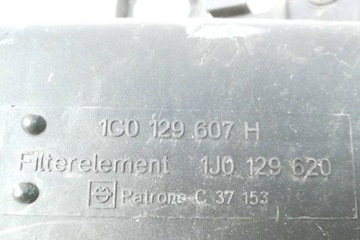 1C0 129 607 H
Filterelement 1J0 129 620
Patrone C 37 153